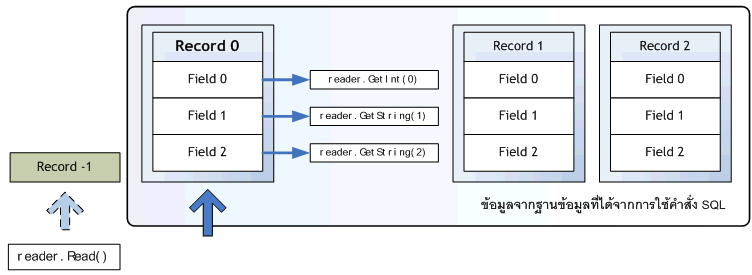 Record 0
Field 0
Field 1
Field 2
reader.GetInt(0)
reader.GetString(1)
reader.GetString(2)
Record 1
Field 0
Field 1
Field 2
Record 2
Field 0
Field 1
Field 2
Record -1
reader.Read()
ข้อมูลจากฐานข้อมูลที่ได้จากการใช้คำสั่ง SQL